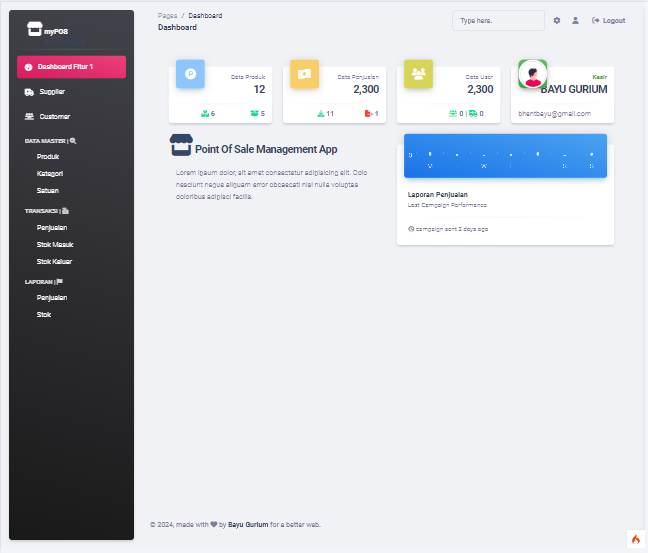 myPOS
Dashboard Fitur 1
Supplier
Customer
DATA MASTER |
Produk
Kategori
Satuan
TRANSAKSI |
Penjualan
Stok Masuk
Stok Keluar
LAPORAN |
Penjualan
Stok
Pages / Dashboard
Dashboard
Type here.
Logout
Data Produk
12
6
5
Data Penjualan
2,300
11
1
Data User
2,300
0 |
0
Kasir
BAYU GURIUM
bhentbayu@gmail.com
Point Of Sale Management App
Lorem ipsum dolor, sit amet consectetur adipisicing elit. Odio
nesciunt neque aliquam error obcaecati nisi nulla voluptas
doloribus adipisci facilis.
M W F S S
Laporan Penjualan
Last Campaign Performance
campaign sent 2 days ago
© 2024, made with by Bayu Gurium for a better web.